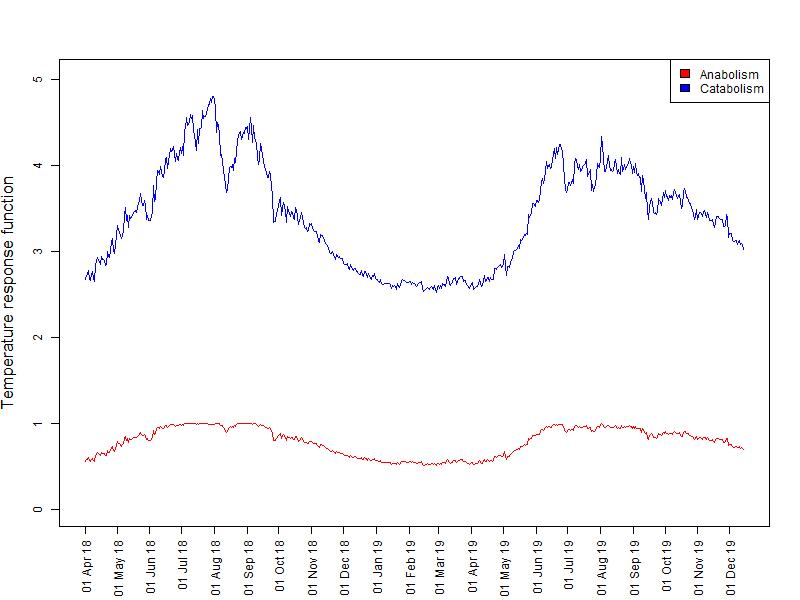 Anabolism
Catabolism
Temperature response function
5
4
3
2
1
0
01 Apr 18
01 May 18
01 Jun 18
01 Jul 18
01 Aug 18
01 Sep 18
01 Oct 18
01 Nov 18
01 Dec 18
01 Jan 19
01 Feb 19
01 Mar 19
01 Apr 19
01 May 19
01 Jun 19
01 Jul 19
01 Aug 19
01 Sep 19
01 Oct 19
01 Nov 19
01 Dec 19